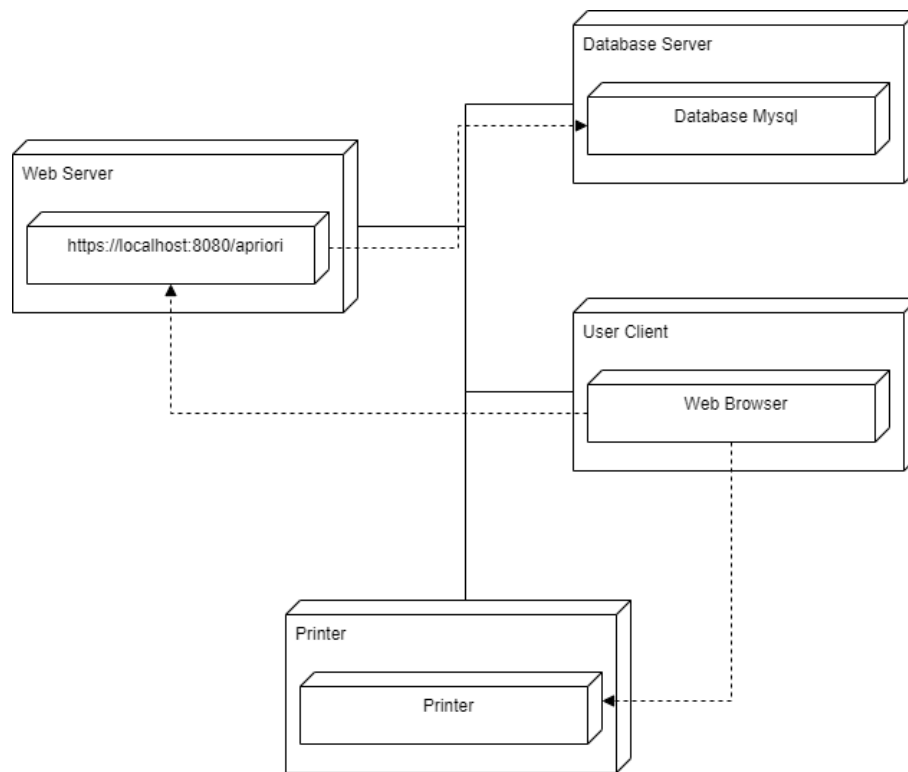 Database Server
Database Mysql
Web Server
https://localhost:8080/apriori
User Client
Web Browser
Printer
Printer